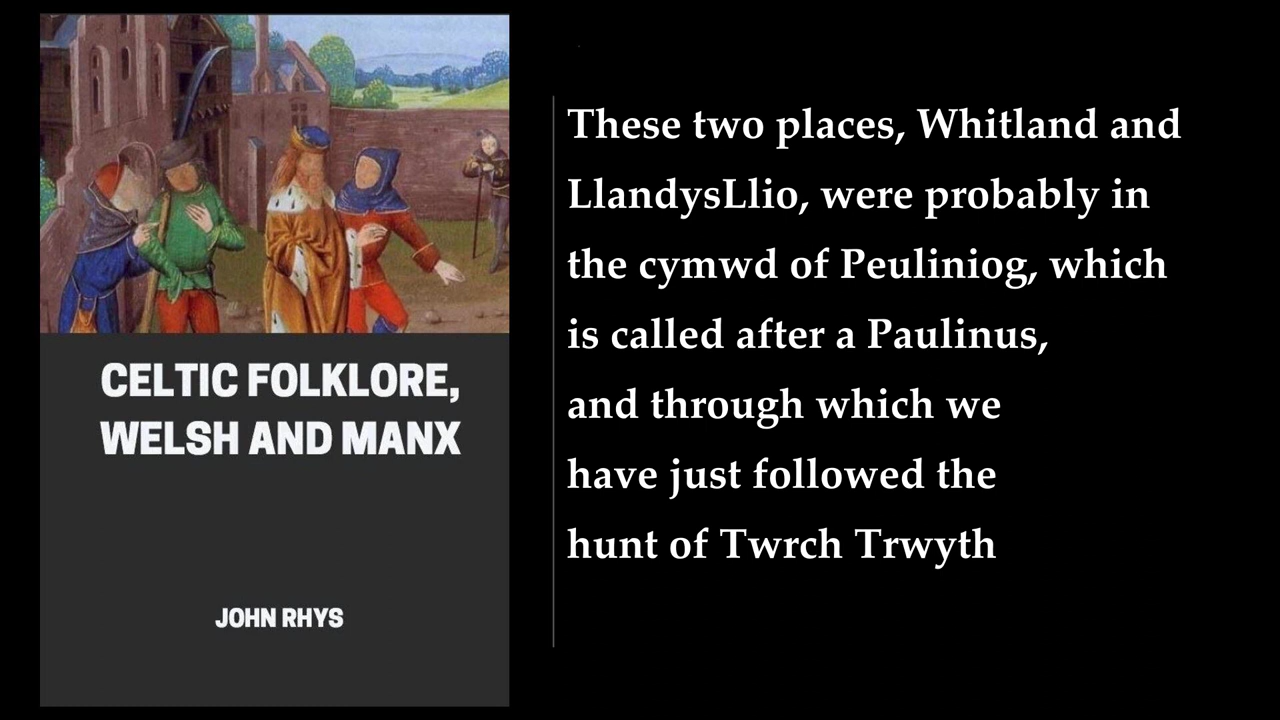 CELTIC FOLKLORE,
WELSH AND MANX
JOHN RHYS
These two places, Whitland and
LlandysLlio, were probably in
the cymwd of Peuliniog, which
is called after a Paulinus,
and through which we
have just followed the
hunt of Twrch Trwyth